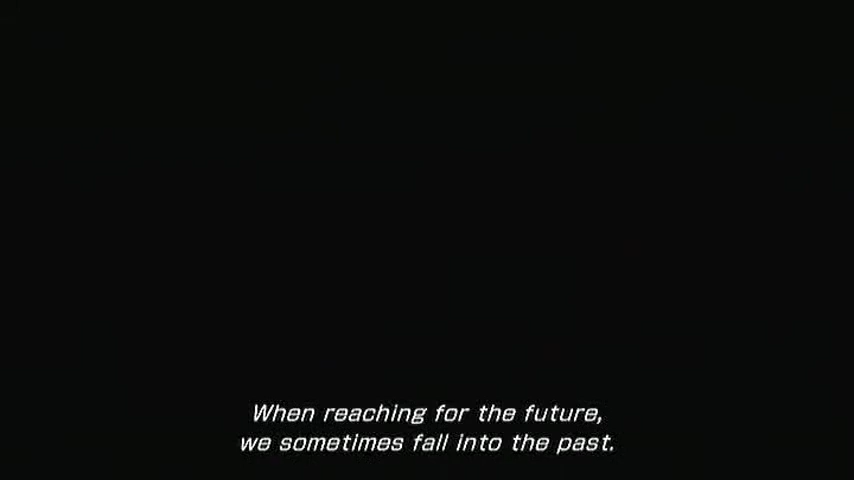 When reaching for the future,
we sometimes fall into the past.